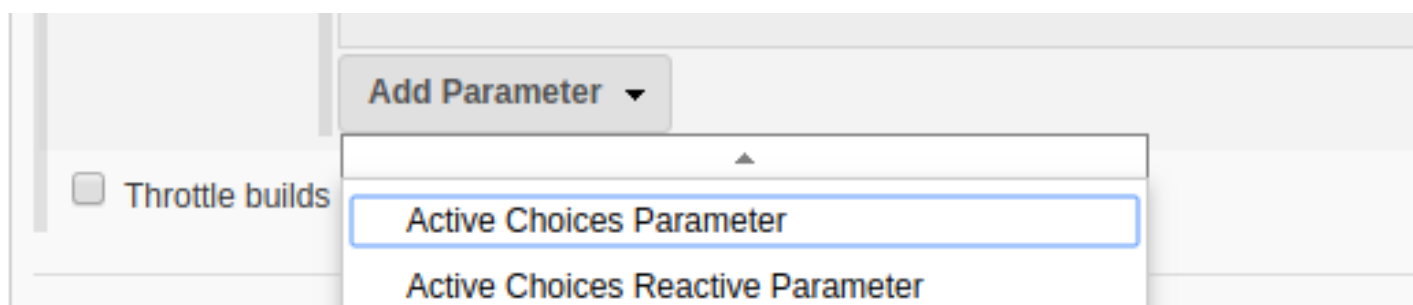 Add Parameter
Throttle builds
Active Choices Parameter
Active Choices Reactive Parameter